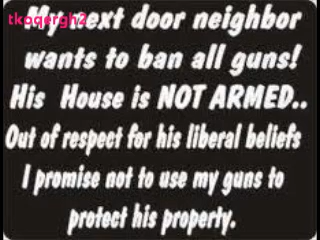 tkoqergh2
My next door neighbor
wants to ban all guns!
His House is NOT ARMED..
Out of respect for his liberal beliefs
I promise not to use my guns to
protect his property.